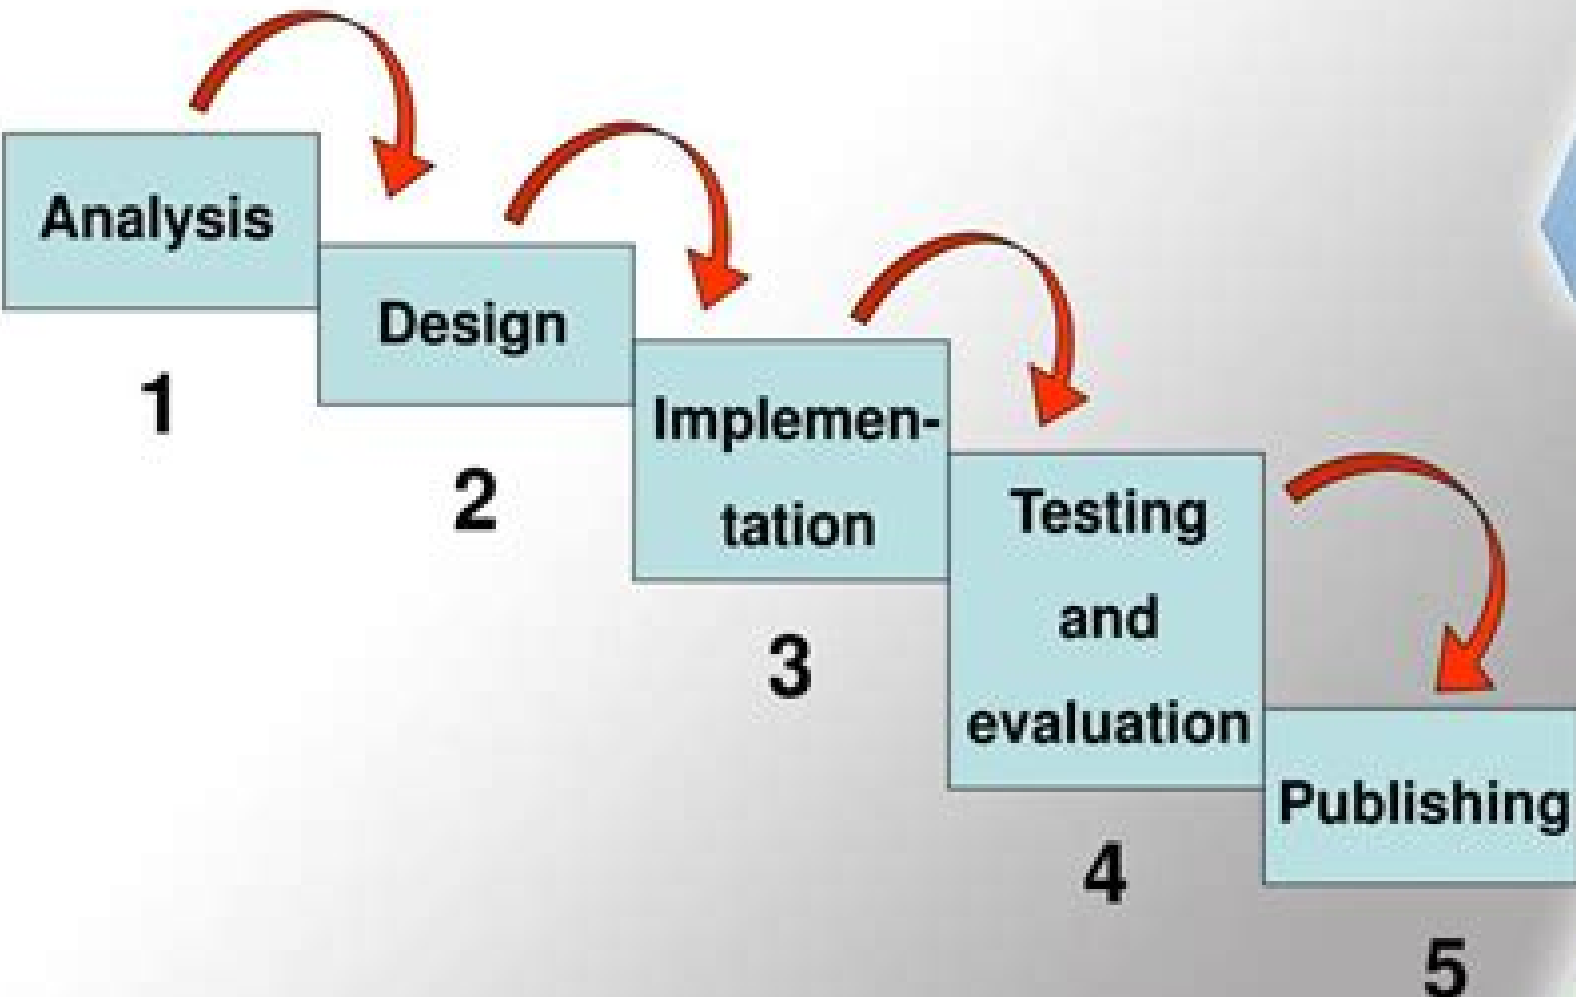 Analysis
1
Design
2
Implemen-
tation
3
Testing
and
evaluation
4
Publishing
5